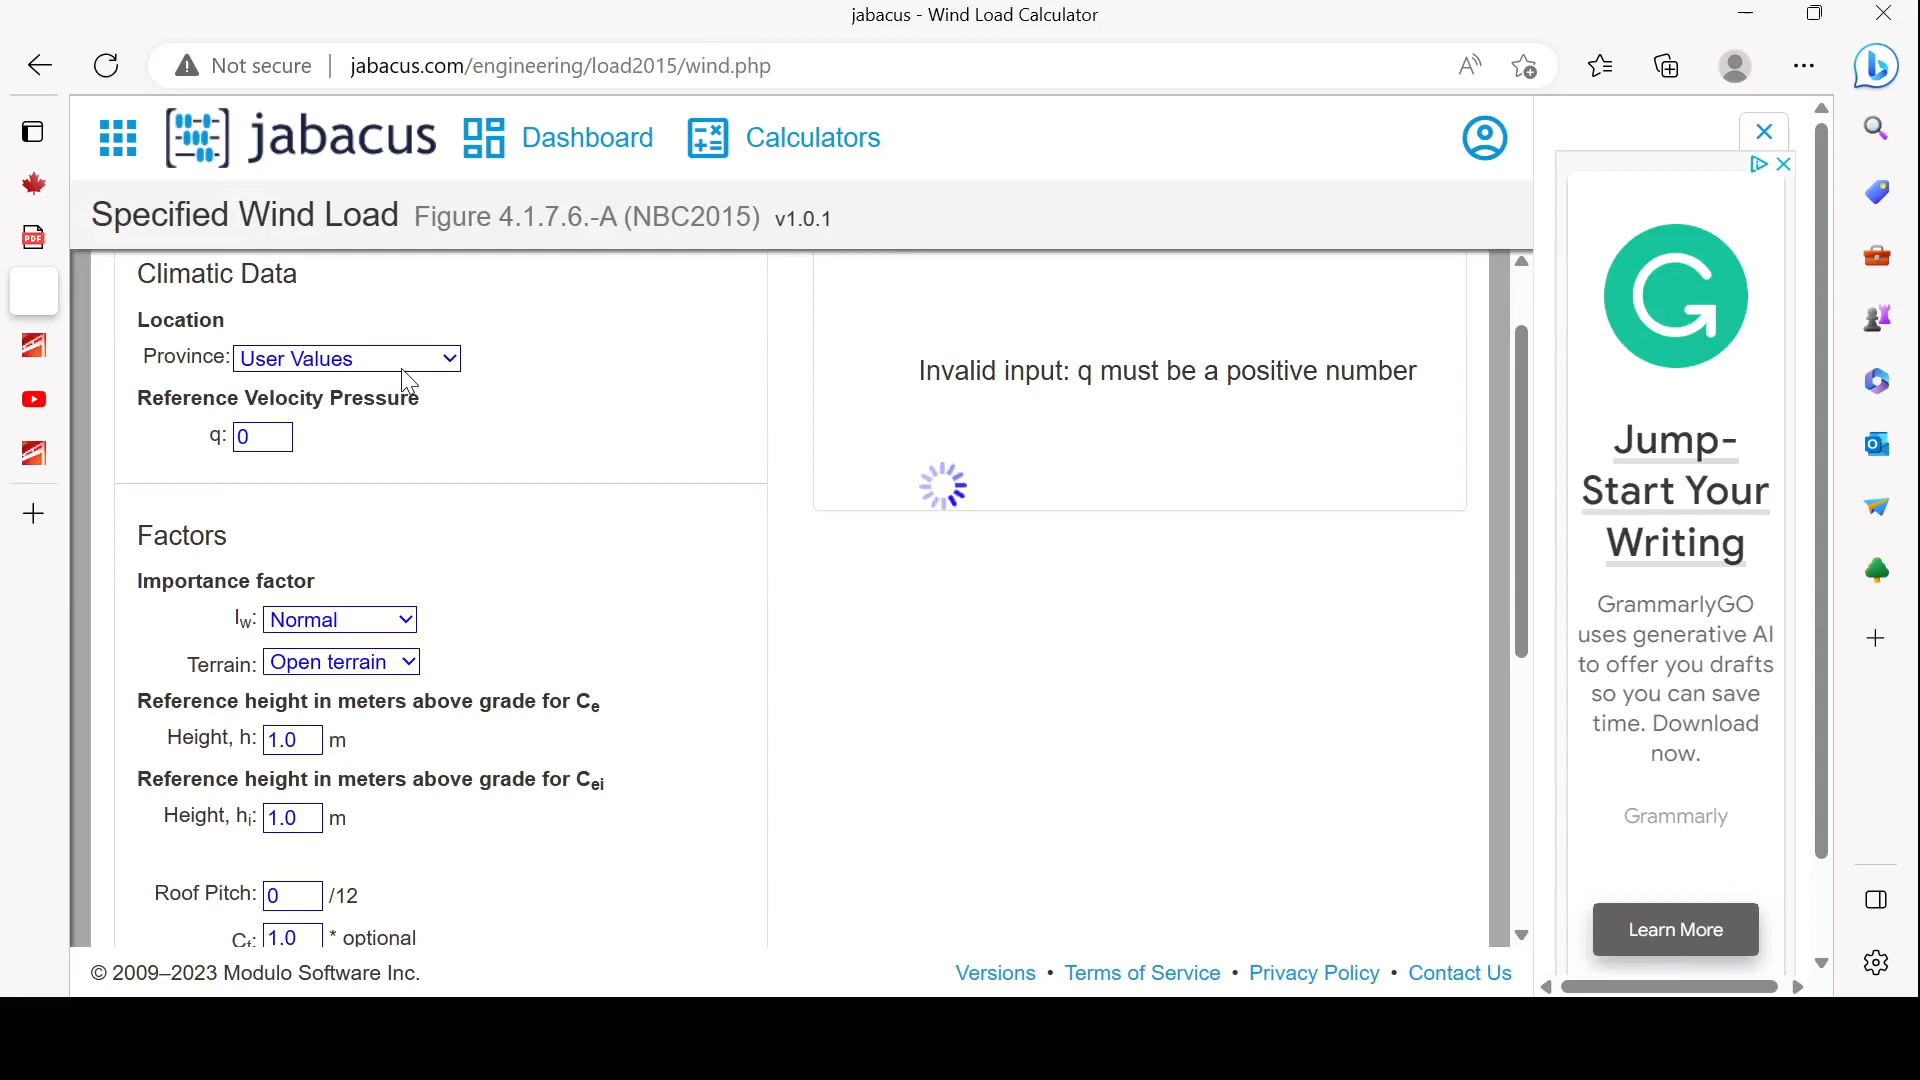 jabacus - Wind Load Calculator
Not secure
jabacus.com/engineering/load2015/wind.php
jabacus
Dashboard
Calculators
Specified Wind Load Figure 4.1.7.6.-A (NBC2015) v1.0.1
Climatic Data
Location
Province: User Values
Reference Velocity Pressure
q: 0
Factors
Importance factor
Iw: Normal
Terrain: Open terrain
Reference height in meters above grade for Ce
Height, h: 1.0 m
Reference height in meters above grade for Cei
Height, hi: 1.0 m
Roof Pitch: 0 /12
Ct: 1.0 * optional
Invalid input: q must be a positive number
© 2009–2023 Modulo Software Inc.
Versions • Terms of Service • Privacy Policy • Contact Us
Jump-
Start Your
Writing
GrammarlyGO
uses generative AI
to offer you drafts
so you can save
time. Download
now.
Grammarly
Learn More
PDF